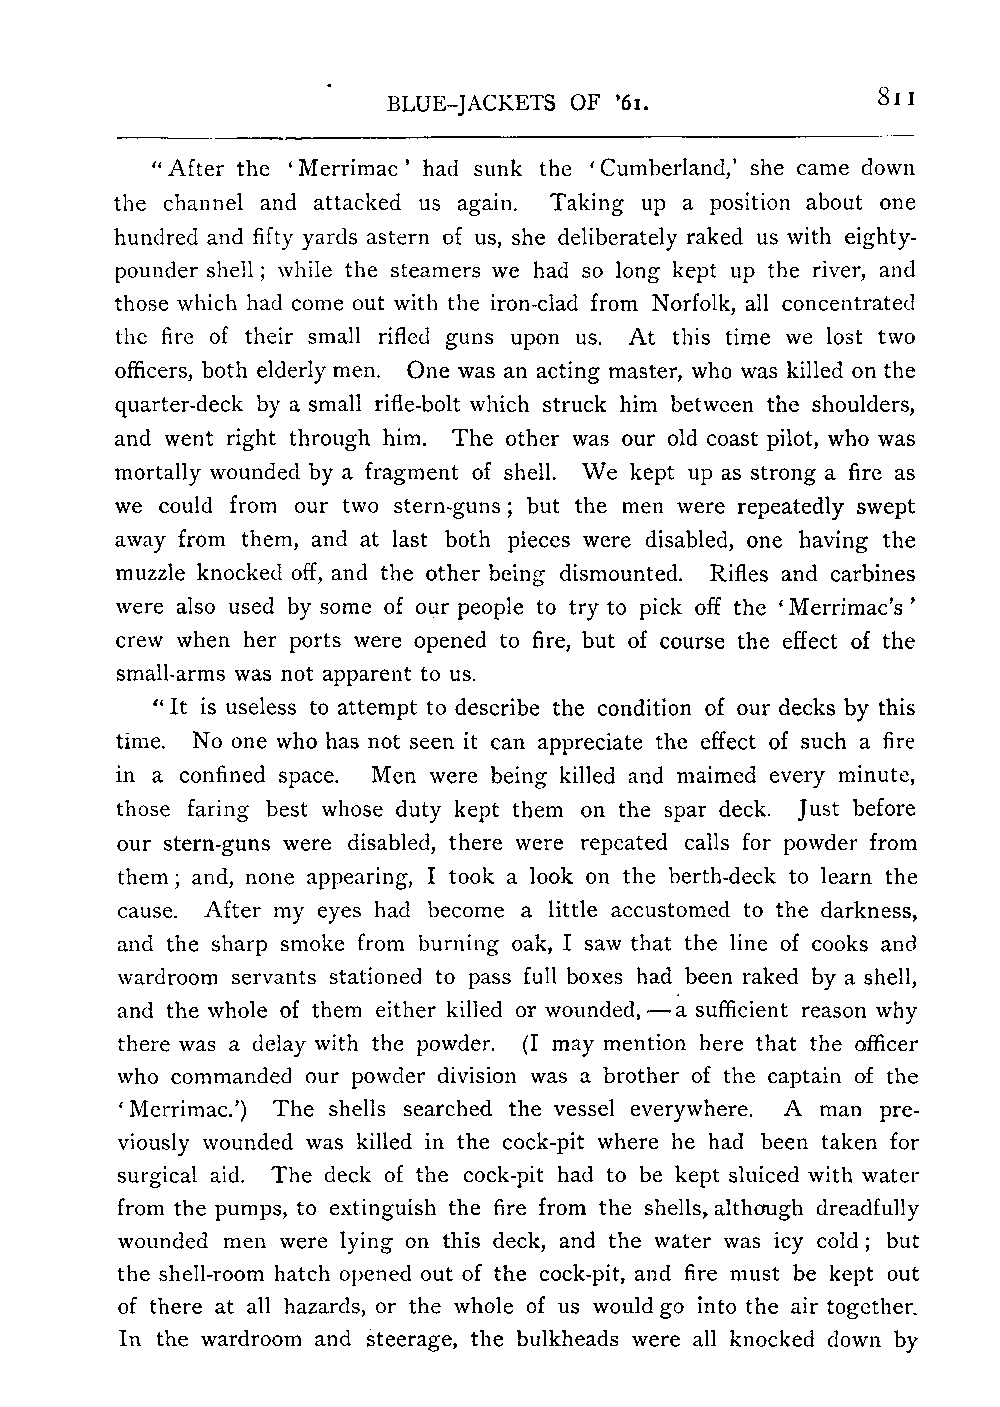 BLUE-JACKETS OF '61. 811
"After the 'Merrimac' had sunk the 'Cumberland,' she came down
the channel and attacked us again. Taking up a position about one
hundred and fifty yards astern of us, she deliberately raked us with eighty-
pounder shell; while the steamers we had so long kept up the river, and
those which had come out with the iron-clad from Norfolk, all concentrated
the fire of their small rifled guns upon us. At this time we lost two
officers, both elderly men. One was an acting master, who was killed on the
quarter-deck by a small rifle-bolt which struck him between the shoulders,
and went right through him. The other was our old coast pilot, who was
mortally wounded by a fragment of shell. We kept up as strong a fire as
we could from our two stern-guns; but the men were repeatedly swept
away from them, and at last both pieces were disabled, one having the
muzzle knocked off, and the other being dismounted. Rifles and carbines
were also used by some of our people to try to pick off the 'Merrimac's'
crew when her ports were opened to fire, but of course the effect of the
small-arms was not apparent to us.
"It is useless to attempt to describe the condition of our decks by this
time. No one who has not seen it can appreciate the effect of such a fire
in a confined space. Men were being killed and maimed every minute,
those faring best whose duty kept them on the spar deck. Just before
our stern-guns were disabled, there were repeated calls for powder from
them; and, none appearing, I took a look on the berth-deck to learn the
cause. After my eyes had become a little accustomed to the darkness,
and the sharp smoke from burning oak, I saw that the line of cooks and
wardroom servants stationed to pass full boxes had been raked by a shell,
and the whole of them either killed or wounded,—a sufficient reason why
there was a delay with the powder. (I may mention here that the officer
who commanded our powder division was a brother of the captain of the
'Merrimac.') The shells searched the vessel everywhere. A man pre-
viously wounded was killed in the cock-pit where he had been taken for
surgical aid. The deck of the cock-pit had to be kept sluiced with water
from the pumps, to extinguish the fire from the shells, although dreadfully
wounded men were lying on this deck, and the water was icy cold; but
the shell-room hatch opened out of the cock-pit, and fire must be kept out
of there at all hazards, or the whole of us would go into the air together.
In the wardroom and steerage, the bulkheads were all knocked down by